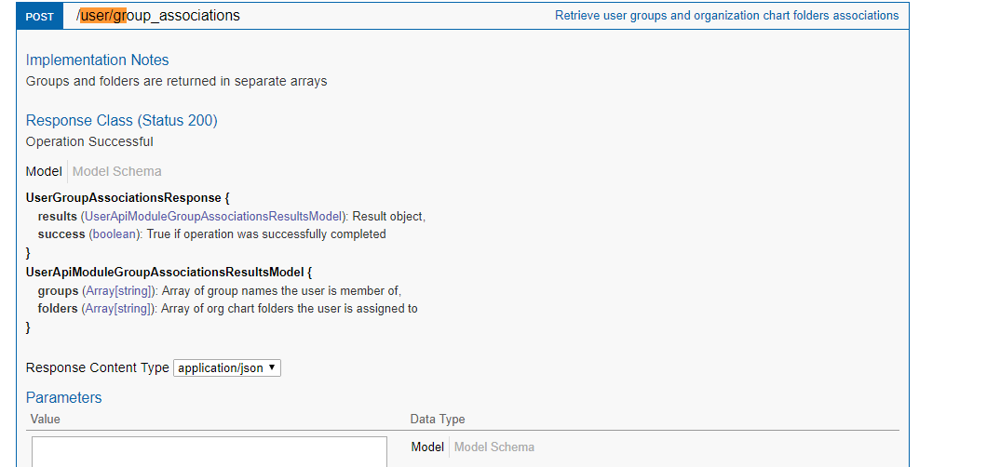 POST /user/group_associations Retrieve user groups and organization chart folders associations
Implementation Notes
Groups and folders are returned in separate arrays
Response Class (Status 200)
Operation Successful
Model Model Schema
UserGroupAssociationsResponse {
results (UserApiModuleGroupAssociationsResultsModel): Result object,
success (boolean): True if operation was successfully completed
}
UserApiModuleGroupAssociationsResultsModel {
groups (Array[string]): Array of group names the user is member of,
folders (Array[string]): Array of org chart folders the user is assigned to
}
Response Content Type application/json
Parameters
Value Data Type
Model Model Schema